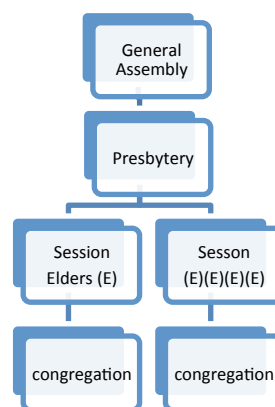 General
Assembly
Presbytery
Session
Elders (E)
Sesson
(E)(E)(E)(E)
congregation
congregation